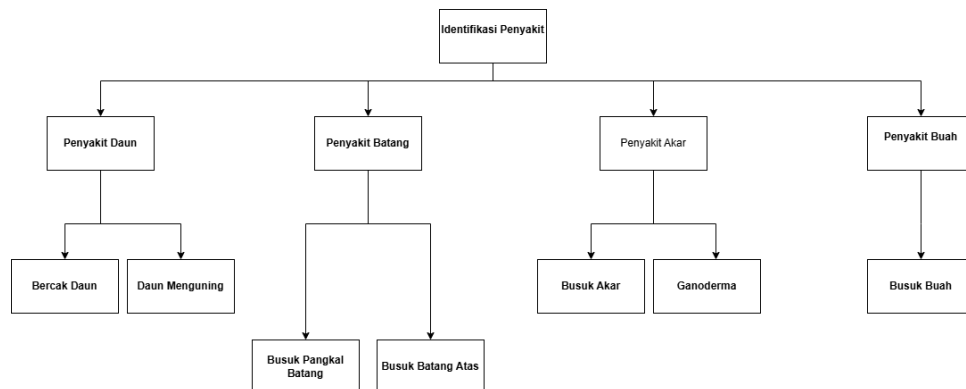 Identifikasi Penyakit
Penyakit Daun
Penyakit Batang
Penyakit Akar
Penyakit Buah
Bercak Daun
Daun Menguning
Busuk Akar
Ganoderma
Busuk Buah
Busuk Pangkal
Batang
Busuk Batang Atas